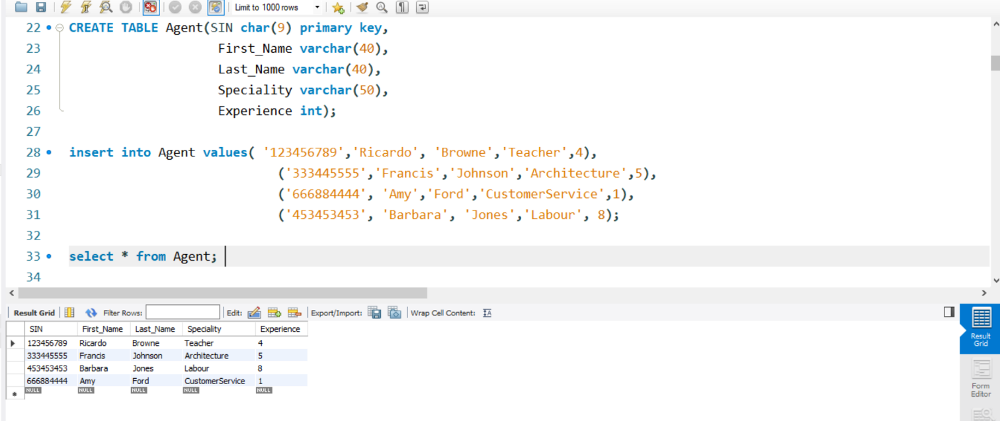 Limit to 1000 rows
22 CREATE TABLE Agent(SIN char(9) primary key,
23 First_Name varchar(40),
24 Last_Name varchar(40),
25 Speciality varchar(50),
26 Experience int);
27
28 insert into Agent values( '123456789','Ricardo', 'Browne','Teacher',4),
29 ('333445555','Francis','Johnson','Architecture',5),
30 ('666884444', 'Amy','Ford','CustomerService',1),
31 ('453453453', 'Barbara', 'Jones','Labour', 8);
32
33 select * from Agent;
34
Result Grid Filter Rows: Edit: Export/Import: Wrap Cell Content: IA
SIN First_Name Last_Name Speciality Experience
123456789 Ricardo Browne Teacher 4
333445555 Francis Johnson Architecture 5
453453453 Barbara Jones Labour 8
666884444 Amy Ford CustomerService 1
NULL NULL NULL NULL NULL
Result
Grid
Form
Editor